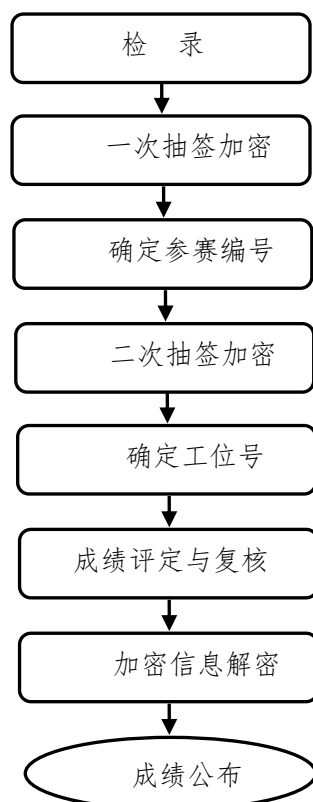 检 录
一次抽签加密
确定参赛编号
二次抽签加密
确定工位号
成绩评定与复核
加密信息解密
成绩公布